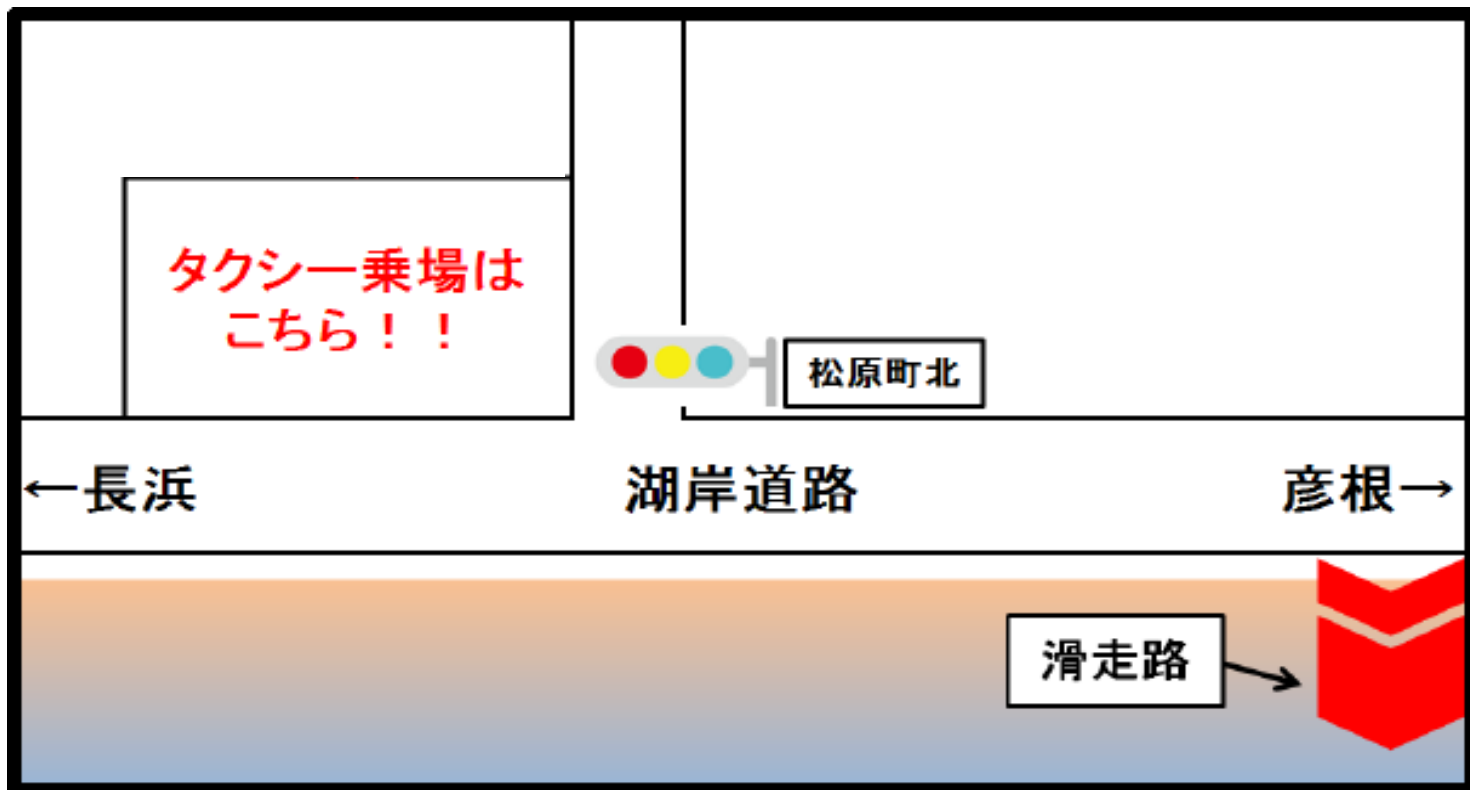 タクシー乗場は
こちら！！
松原町北
←長浜
湖岸道路
彦根→
滑走路